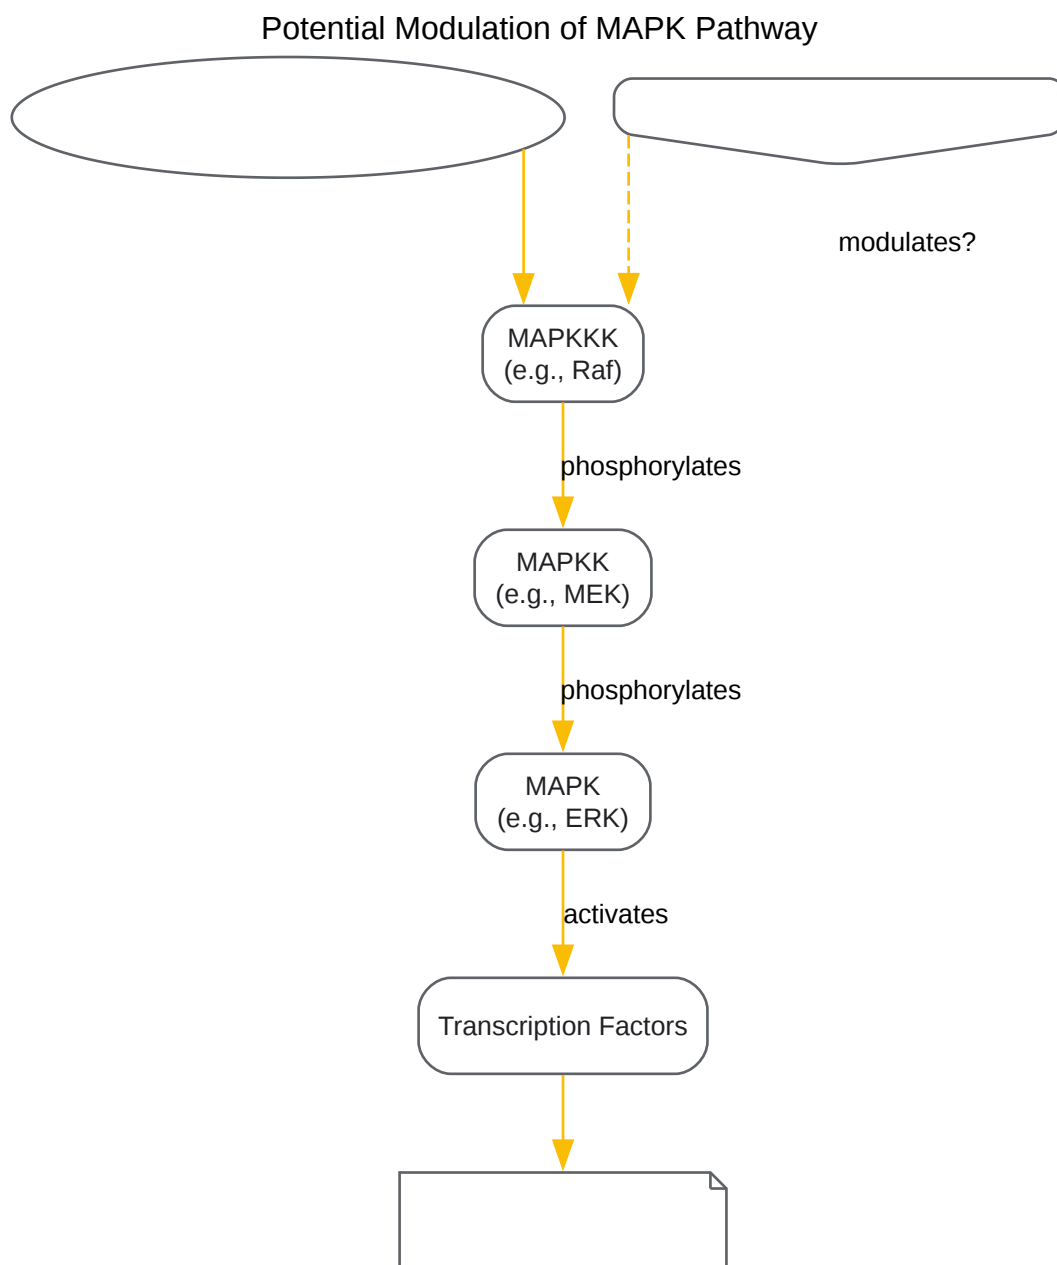 Potential Modulation of MAPK Pathway
modulates?
MAPKKK
(e.g., Raf)
phosphorylates
MAPKK
(e.g., MEK)
phosphorylates
MAPK
(e.g., ERK)
activates
Transcription Factors